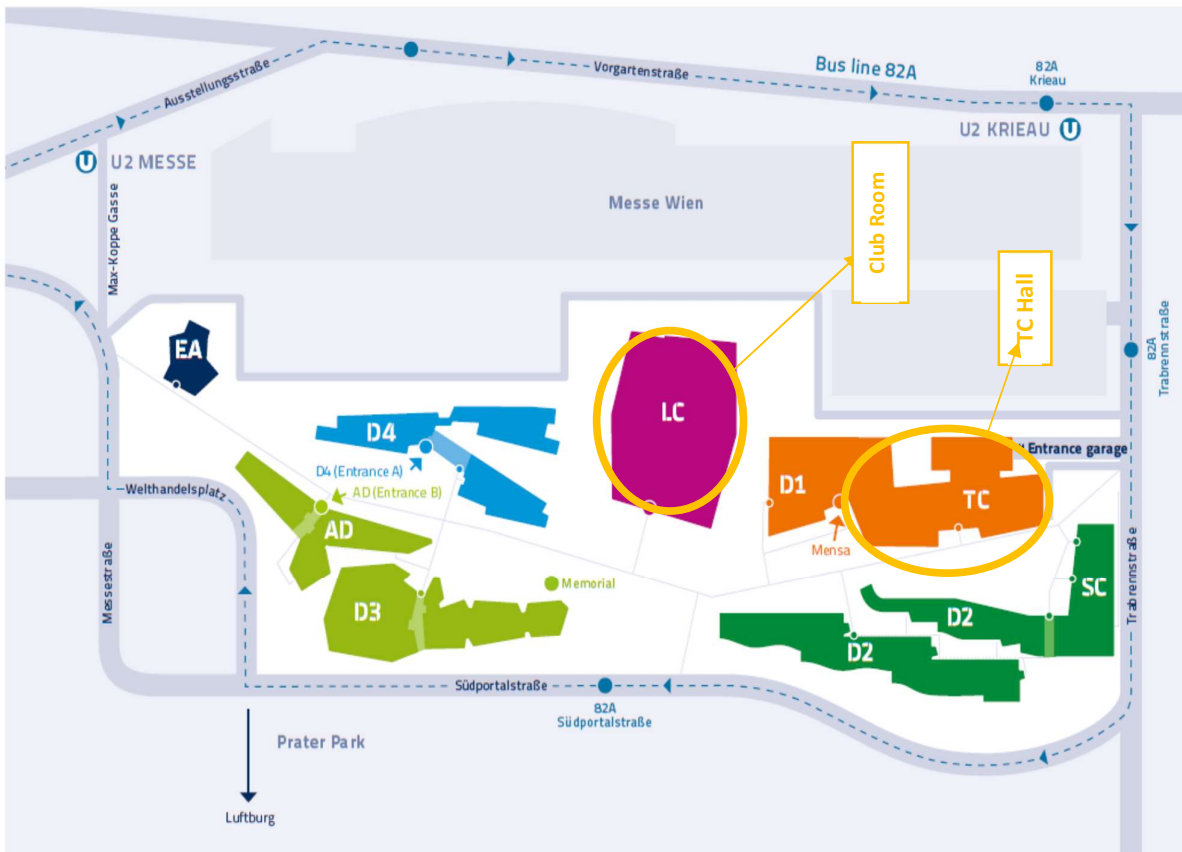 Ausstellungsstraße
Vorgartenstraße
Bus line 82A
82A
Krieau
U2 KRIEAU U
U U2 MESSE
Max-Koppe Gasse
Messe Wien
Club Room
TC Hall
82A
Trabrennstraße
EA
LC
D4
D4 (Entrance A)
AD (Entrance B)
Entrance garage
D1
TC
Mensa
Welthandelsplatz
AD
Messestraße
D3
Memorial
SC
D2
D2
Trabrennstraße
Südportalstraße
82A
Südportalstraße
Prater Park
Luftburg